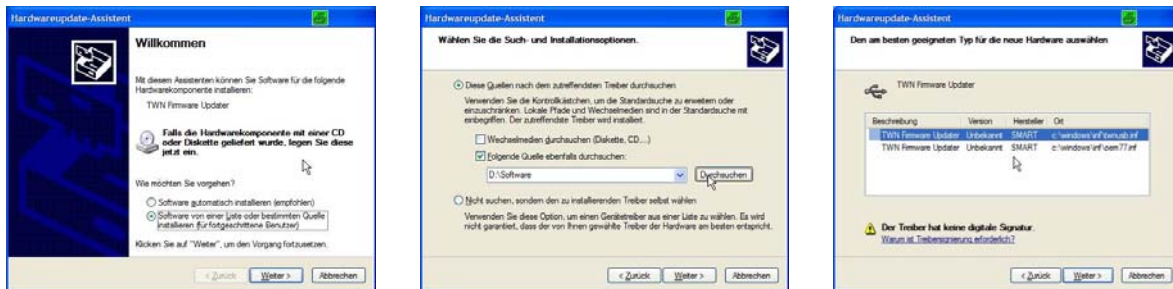 Hardwareupdate-Assistent
Willkommen
Mit diesem Assistenten können Sie Software für die folgende
Hardwarekomponente installieren:
TWN Firmware Updater
Falls die Hardwarekomponente mit einer CD
oder Diskette geliefert wurde, legen Sie diese
jetzt ein.
Wie möchten Sie vorgehen?
Software automatisch installieren (empfohlen)
Software von einer Liste oder bestimmten Quelle
installieren (für fortgeschrittene Benutzer)
Klicken Sie auf "Weiter", um den Vorgang fortzusetzen.
< Zurück Weiter > Abbrechen
Hardwareupdate-Assistent
Wählen Sie die Such- und Installationsoptionen.
Diese Quellen nach dem zutreffendsten Treiber durchsuchen
Verwenden Sie die Kontrollkästchen, um die Standardsuche zu erweitern oder
einzuschränken. Lokale Pfade und Wechselmedien sind in der Standardsuche mit
einbegriffen. Der zutreffendste Treiber wird installiert.
Wechselmedien durchsuchen (Diskette, CD...)
Folgende Quelle ebenfalls durchsuchen:
D:\Software Durchsuchen
Nicht suchen, sondern den zu installierenden Treiber selbst wählen
Verwenden Sie diese Option, um einen Gerätetreiber aus einer Liste zu wählen. Es wird
nicht garantiert, dass der von Ihnen gewählte Treiber der Hardware am besten entspricht.
< Zurück Weiter > Abbrechen
Hardwareupdate-Assistent
Den am besten geeigneten Typ für die neue Hardware auswählen
TWN Firmware Updater
Beschreibung Version Hersteller Ort
TWN Firmware Updater Unbekannt SMART c:\windows\inf\twnusb.inf
TWN Firmware Updater Unbekannt SMART c:\windows\inf\oem77.inf
Der Treiber hat keine digitale Signatur.
Warum ist Treibersignierung erforderlich?
< Zurück Weiter > Abbrechen